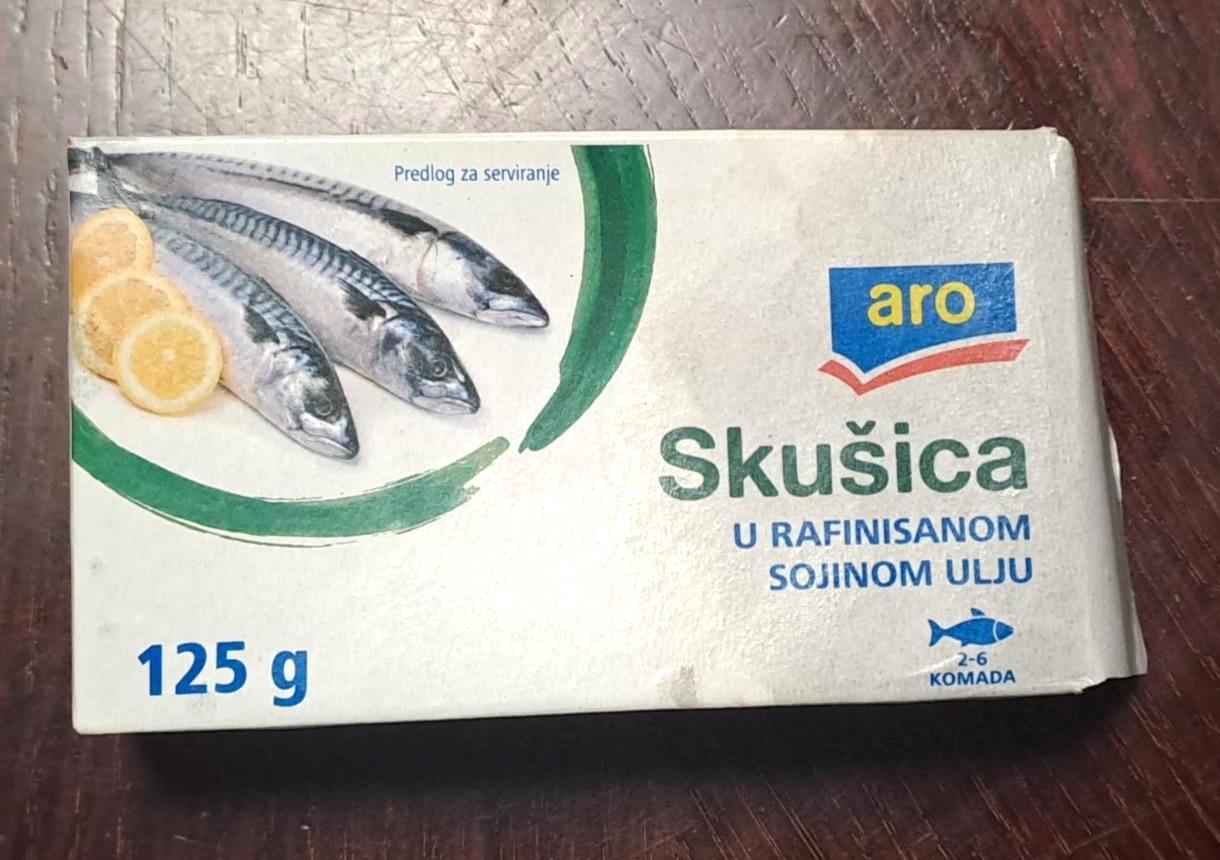 Predlog za serviranje
aro
Skušica
U RAFINISANOM
SOJINOM ULJU
2-6
KOMADA
125 g